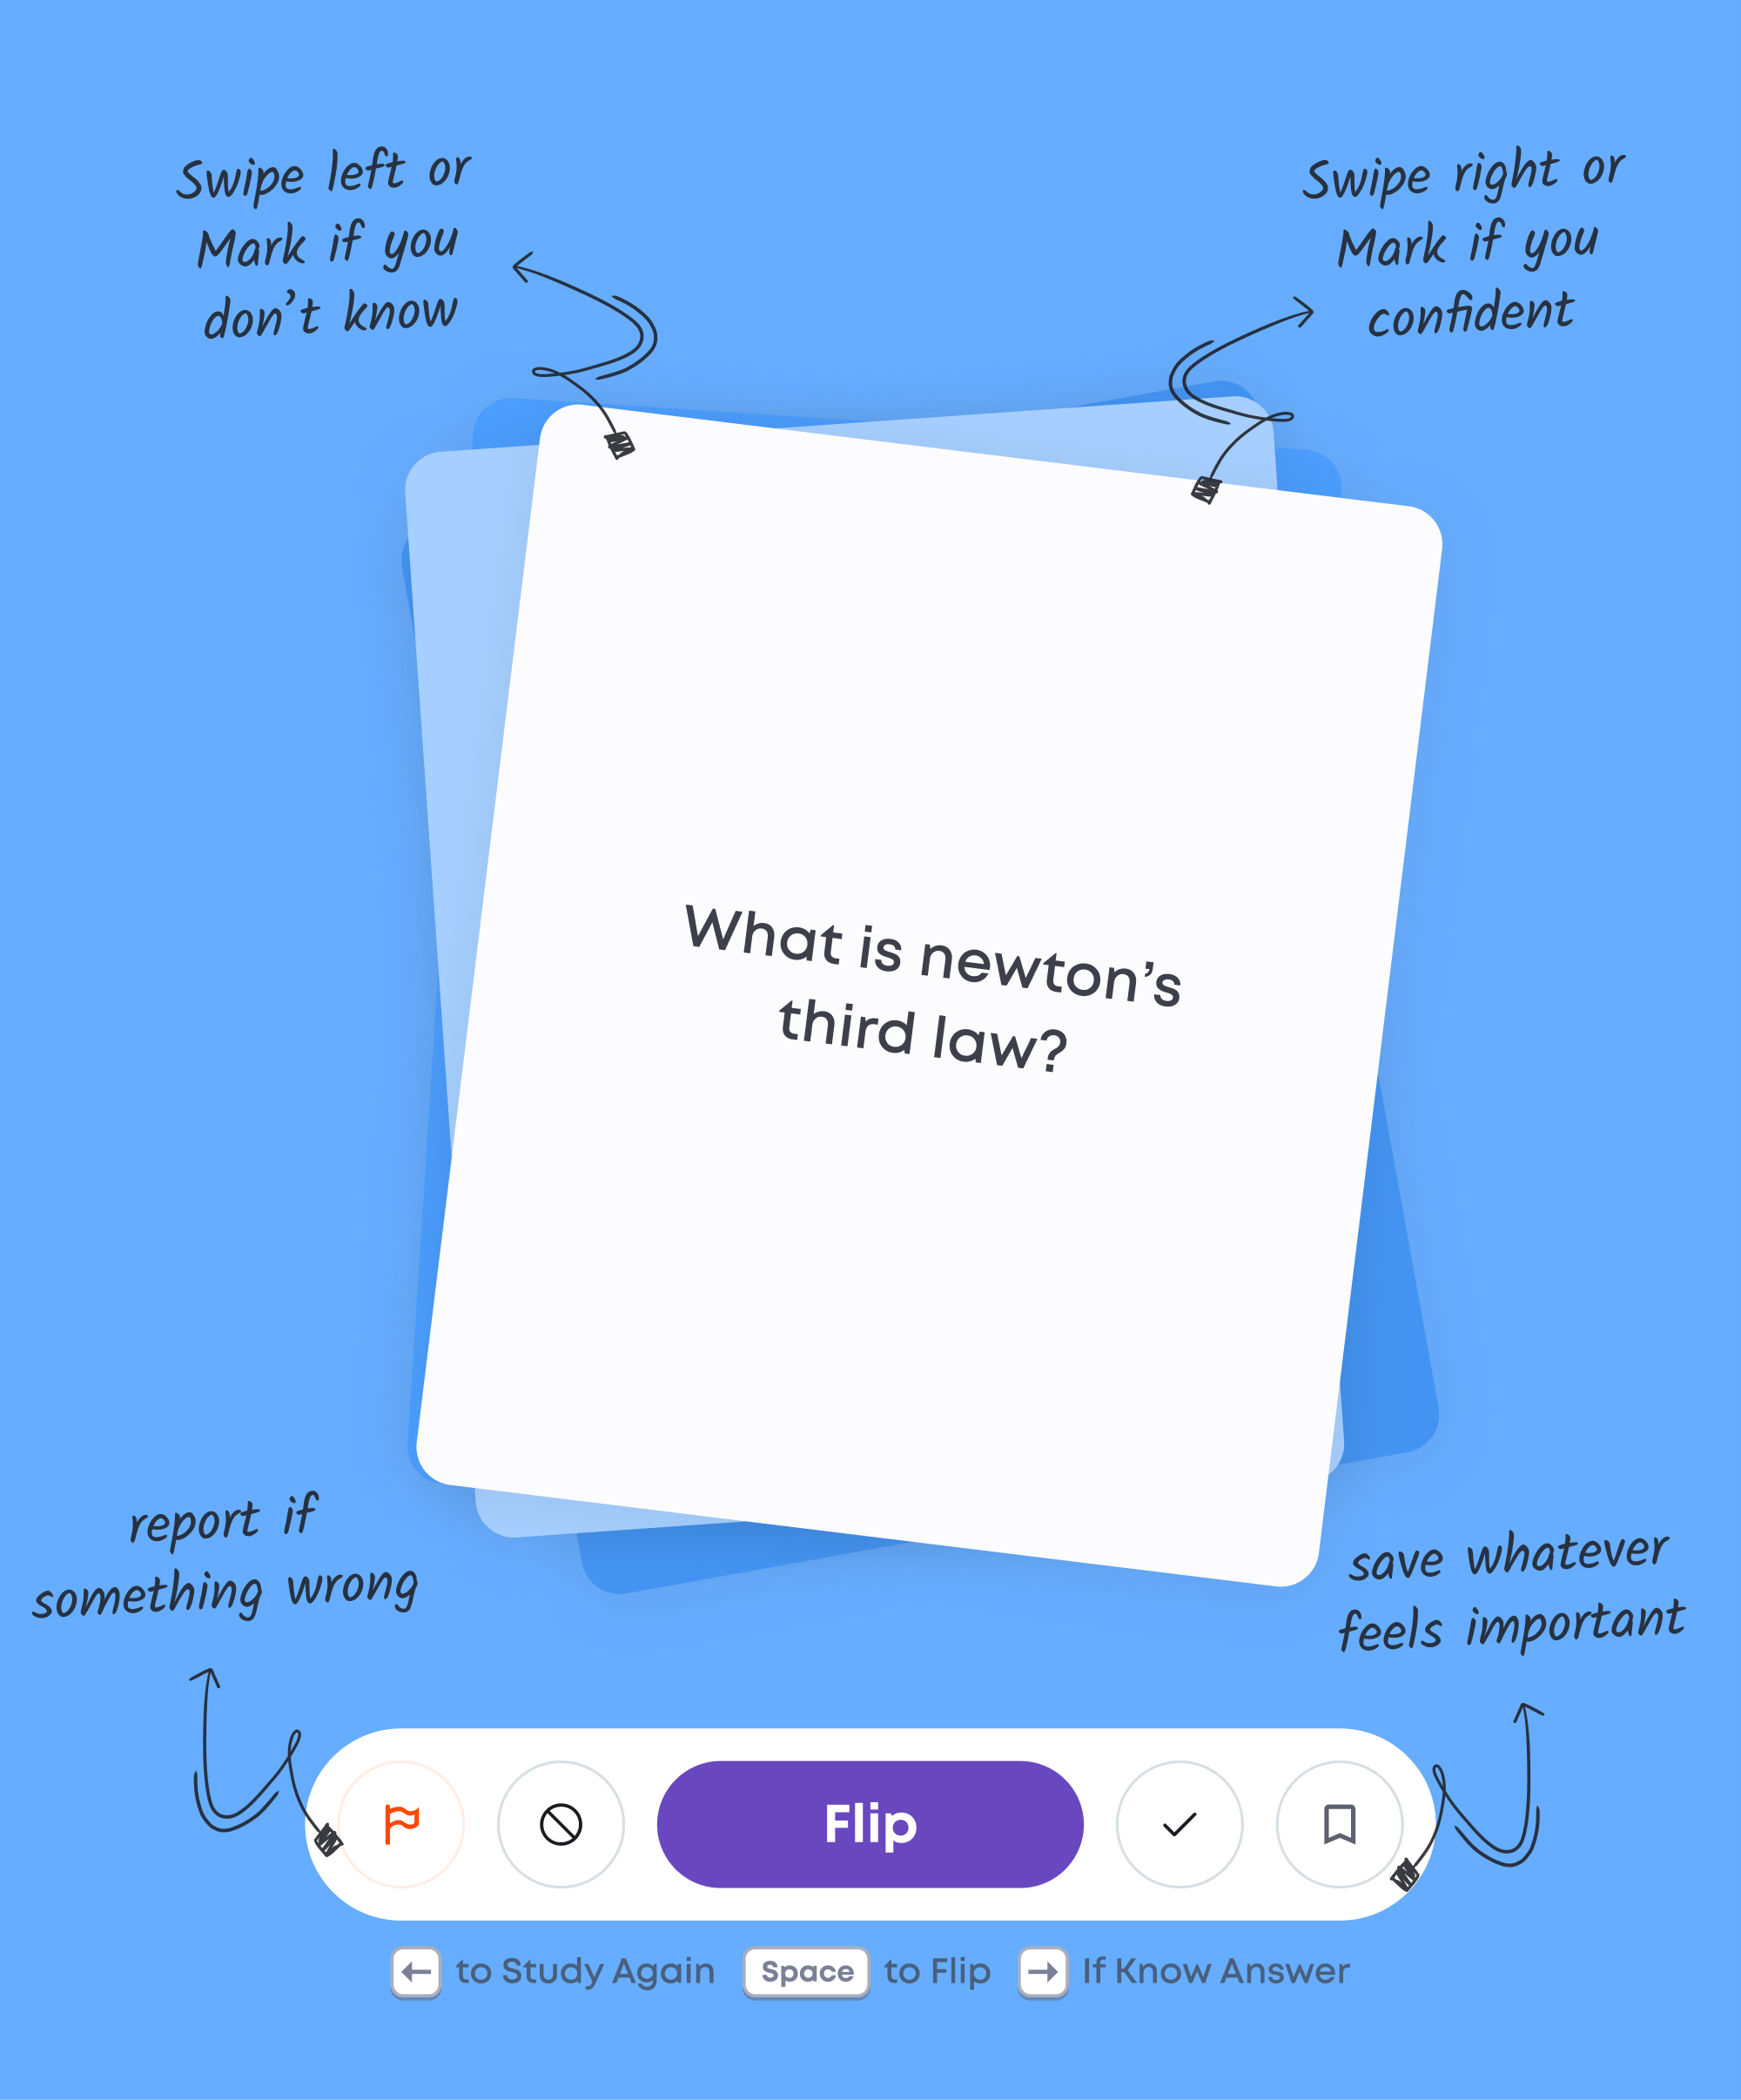 Swipe left or
Mark if you
don't know
Swipe right or
Mark if you
confident
What is newton's
third law?
report if
something wrong
save whatever
feels important
Flip
← to Study Again Space to Flip → If Know Answer